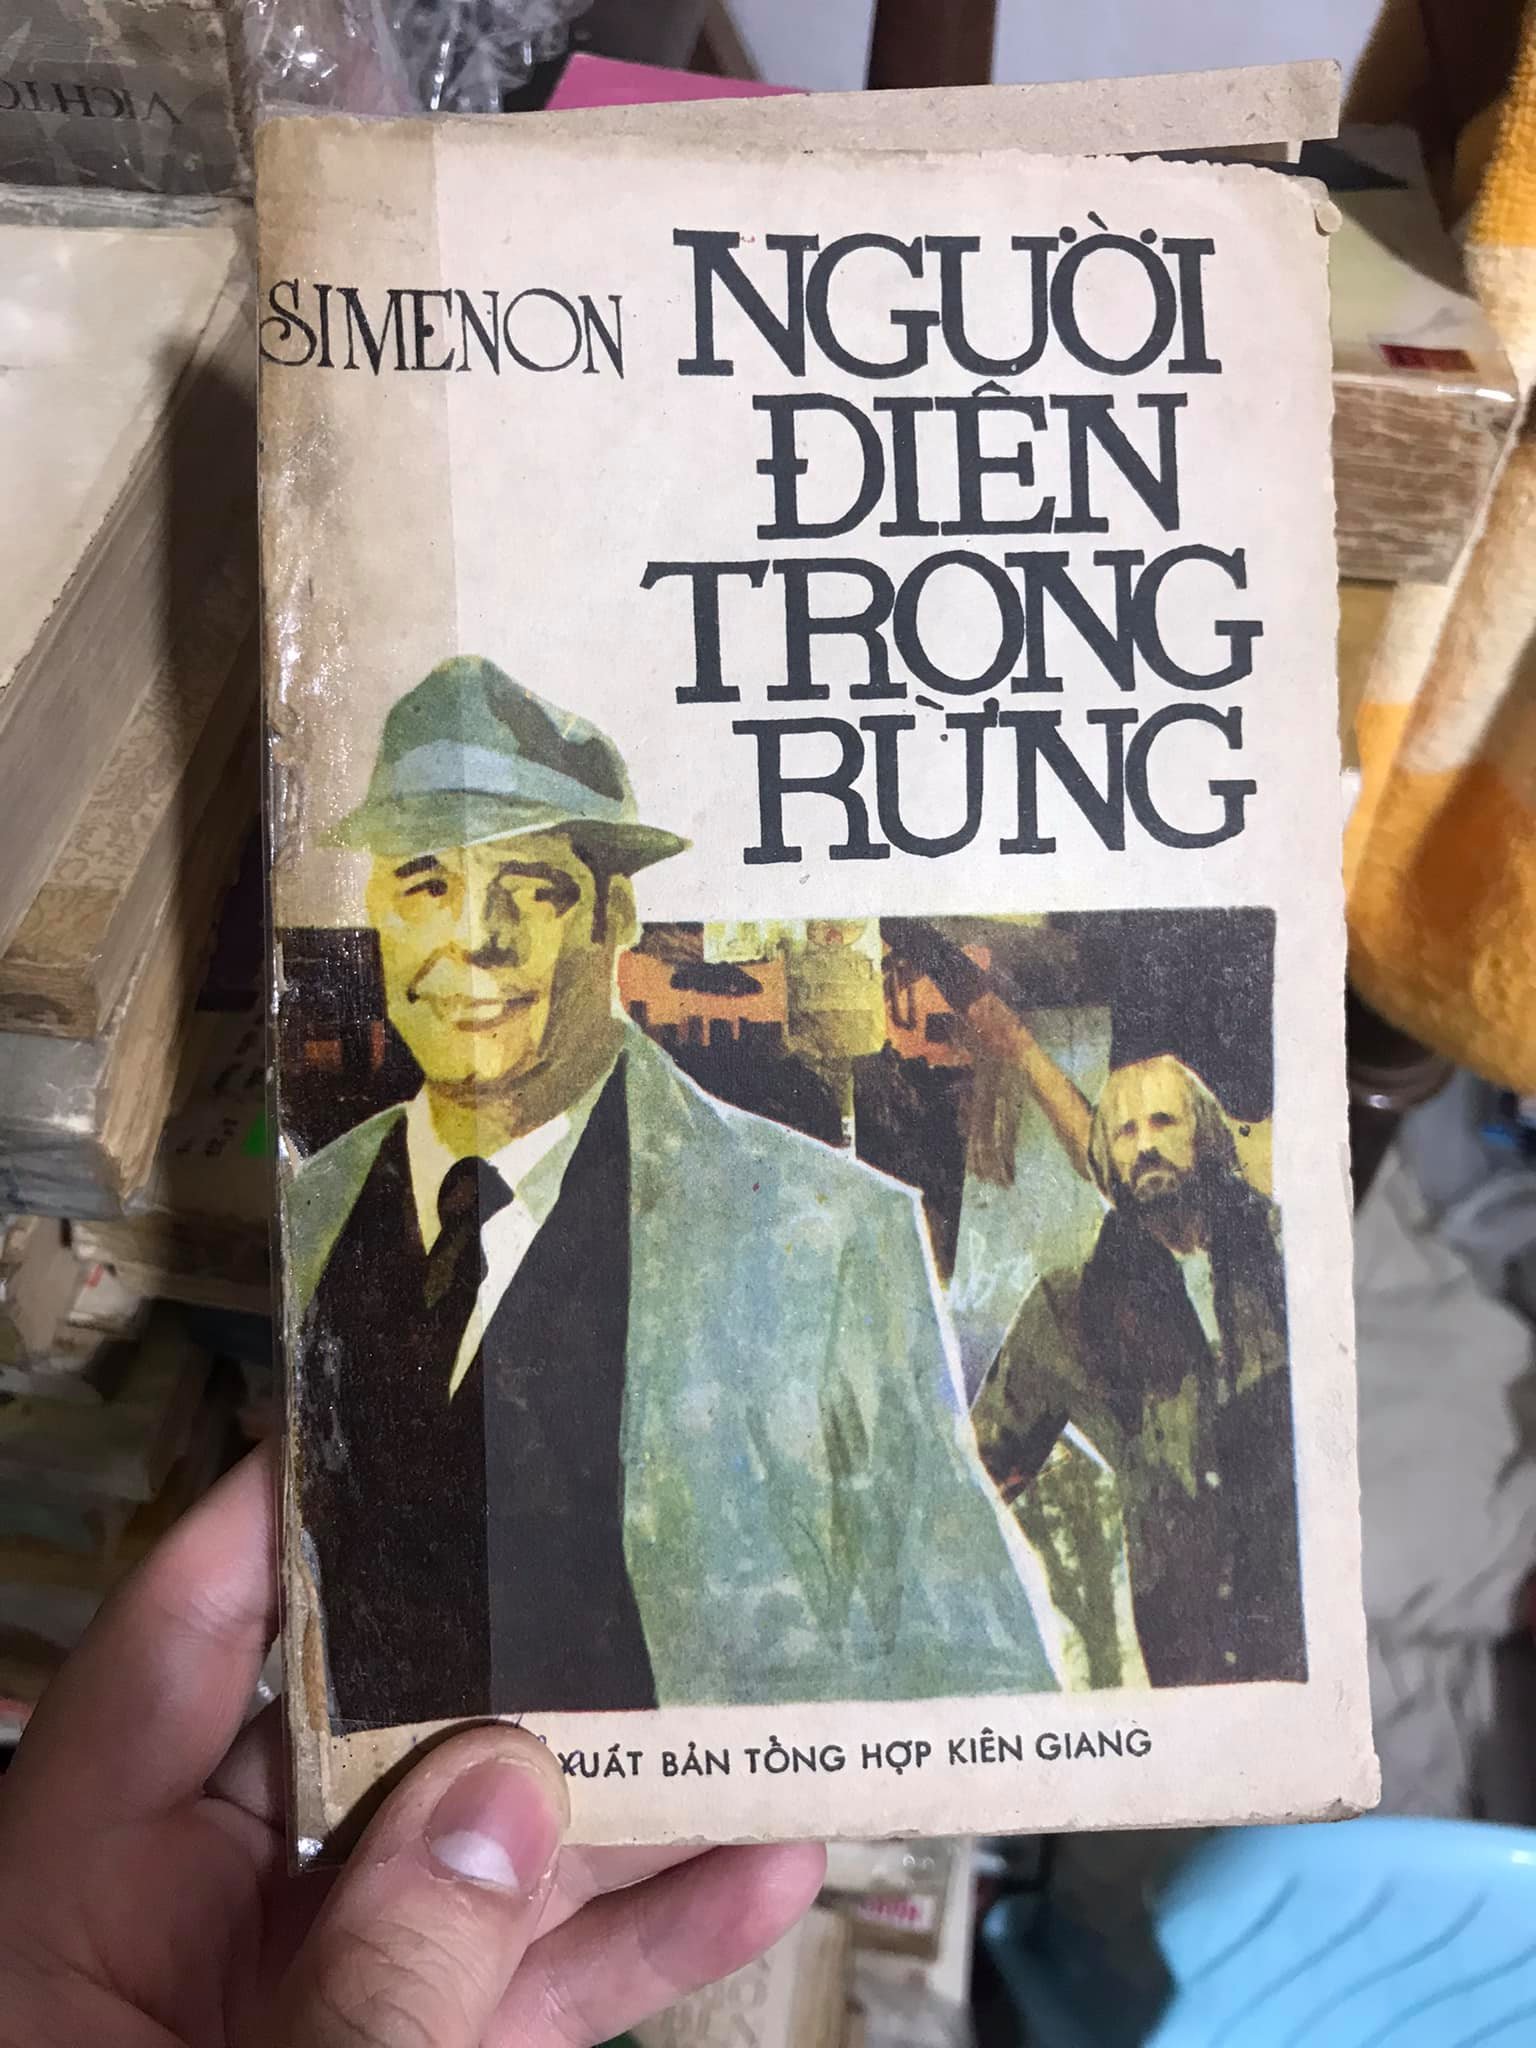 SIMENON
NGƯỜI
ĐIÊN
TRONG
RỪNG
XUẤT BẢN TỔNG HỢP KIÊN GIANG